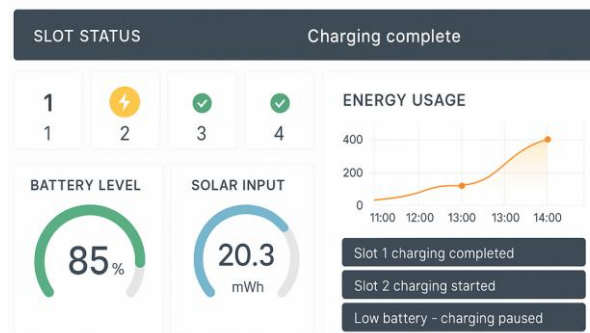 SLOT STATUS Charging complete
1
1 2 3 4
ENERGY USAGE
400
200
0
11:00 12:00 13:00 13:00 14:00
BATTERY LEVEL
85%
SOLAR INPUT
20.3
mWh
Slot 1 charging completed
Slot 2 charging started
Low battery - charging paused